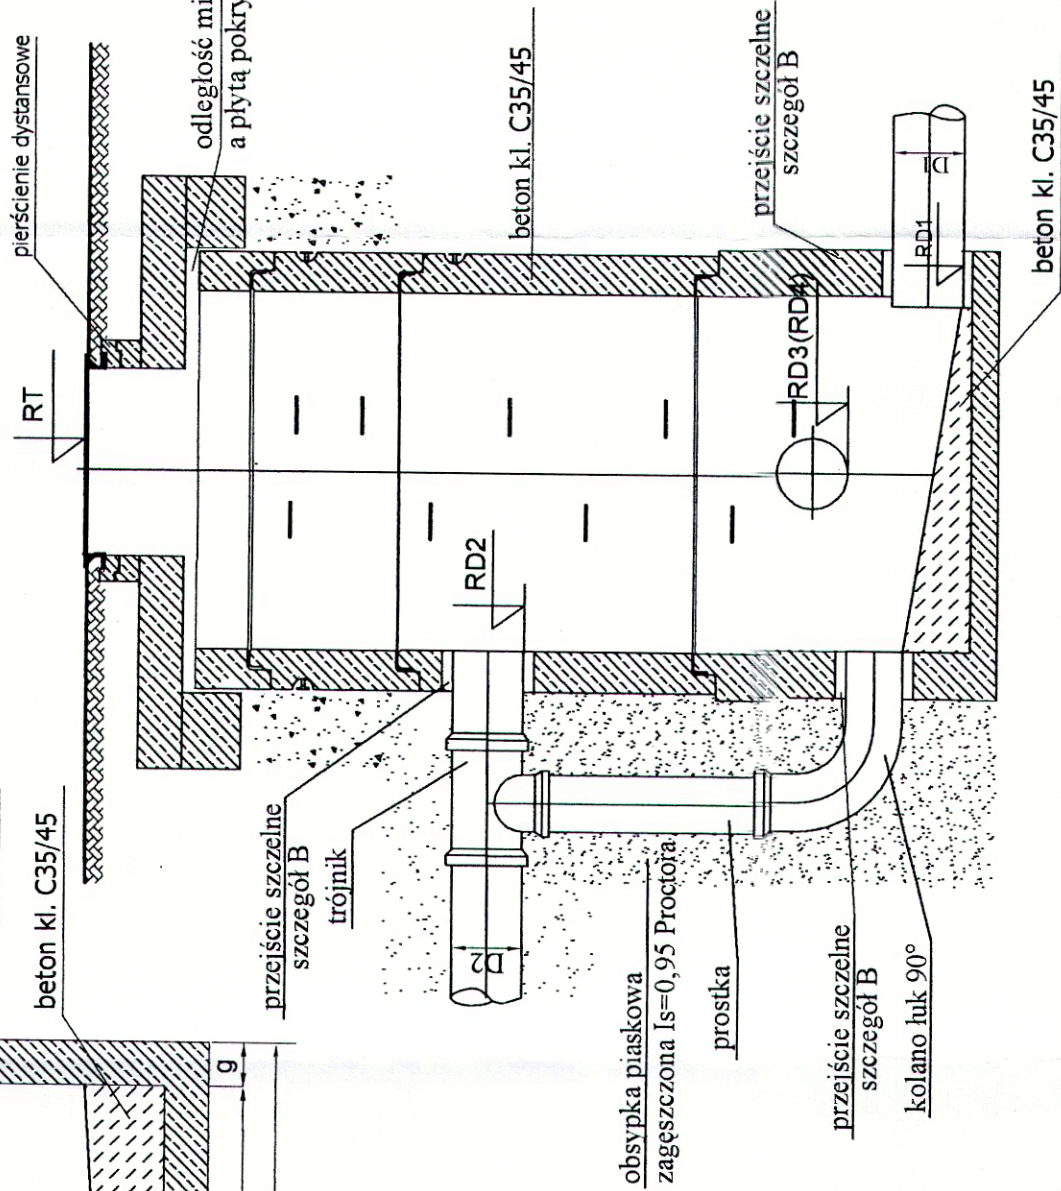 pierścienie dystansowe
odległość mi
a płytą pokry
RT
beton kl. C35/45
przejście szczelne
szczegół B
D1
RD1
beton kl. C35/45
RD3(RD4)
RD2
beton kl. C35/45
przejście szczelne
szczegół B
trójnik
D2
g
obsypka piaskowa
zagęszczona Is=0,95 Proctora
prostka
przejście szczelne
szczegół B
kolano łuk 90°